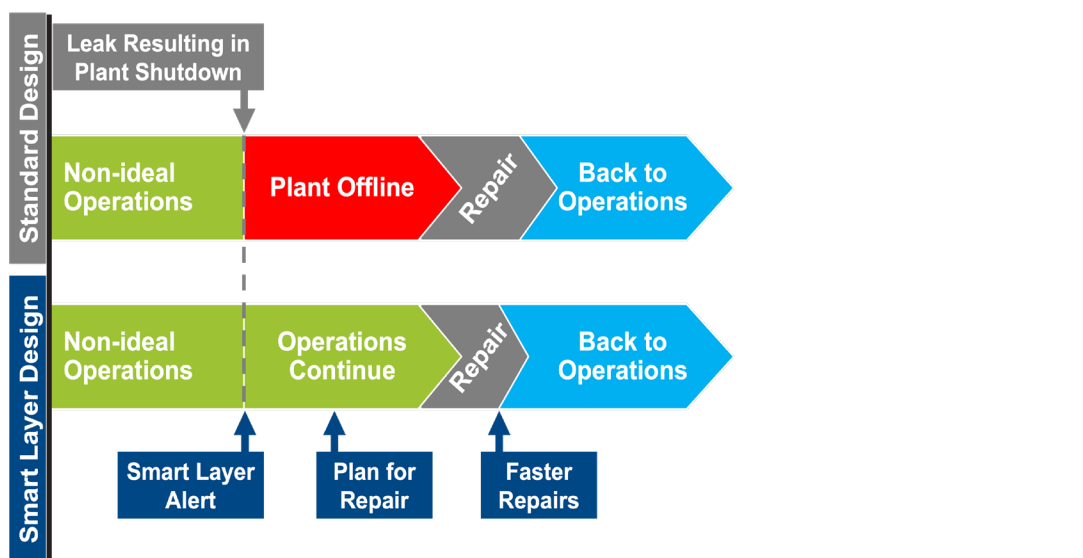 Standard Design
Leak Resulting in
Plant Shutdown
Non-ideal
Operations
Plant Offline
Repair
Back to
Operations
Smart Layer Design
Non-ideal
Operations
Operations
Continue
Repair
Back to
Operations
Smart Layer
Alert
Plan for
Repair
Faster
Repairs